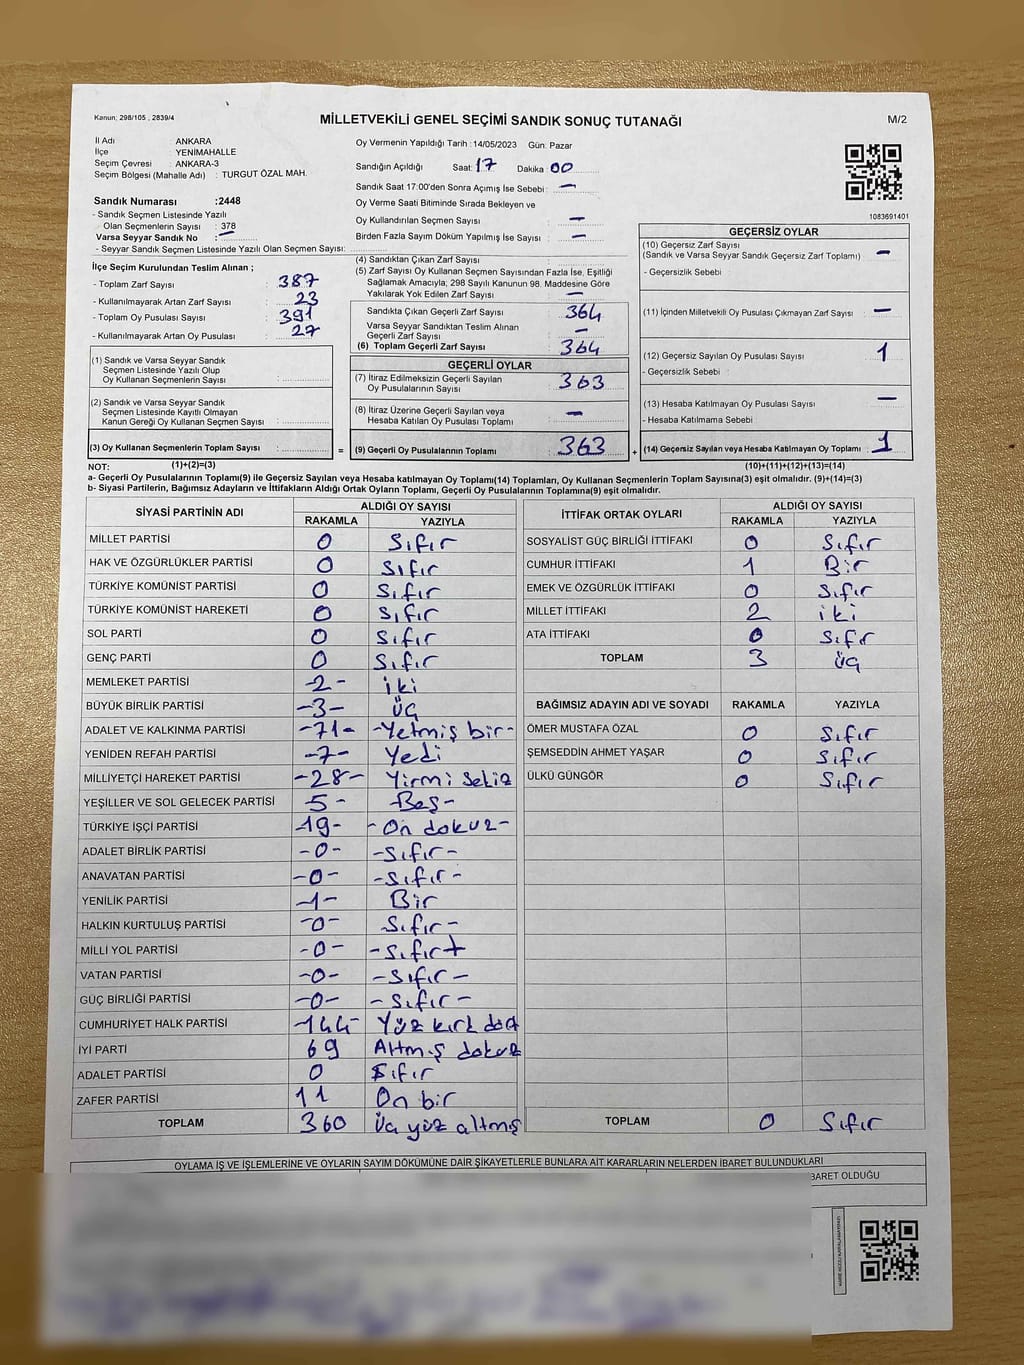 Kanun; 298/105 , 2839/4
MİLLETVEKİLİ GENEL SEÇİMİ SANDIK SONUÇ TUTANAĞI
M/2
İl Adı : ANKARA
İlçe : YENİMAHALLE
Seçim Çevresi : ANKARA-3
Seçim Bölgesi (Mahalle Adı) : TURGUT ÖZAL MAH.
Sandık Numarası :2448
- Sandık Seçmen Listesinde Yazılı
Olan Seçmenlerin Sayısı : 378
Varsa Seyyar Sandık No : –
- Seyyar Sandık Seçmen Listesinde Yazılı Olan Seçmen Sayısı:
İlçe Seçim Kurulundan Teslim Alınan ;
- Toplam Zarf Sayısı : 387
- Kullanılmayarak Artan Zarf Sayısı : 23
- Toplam Oy Pusulası Sayısı : 391
- Kullanılmayarak Artan Oy Pusulası : 27
(1) Sandık ve Varsa Seyyar Sandık
Seçmen Listesinde Yazılı Olup
Oy Kullanan Seçmenlerin Sayısı :
(2) Sandık ve Varsa Seyyar Sandık
Seçmen Listesinde Kayıtlı Olmayan
Kanun Gereği Oy Kullanan Seçmen Sayısı :
(3) Oy Kullanan Seçmenlerin Toplam Sayısı : =
Oy Vermenin Yapıldığı Tarih : 14/05/2023 Gün: Pazar
Sandığın Açıldığı Saat: 17 Dakika: 00
Sandık Saat 17:00'den Sonra Açımış İse Sebebi : –
Oy Verme Saati Bitiminde Sırada Bekleyen ve
Oy Kullandırılan Seçmen Sayısı : –
Birden Fazla Sayım Döküm Yapılmış İse Sayısı : –
(4) Sandıktan Çıkan Zarf Sayısı :
(5) Zarf Sayısı Oy Kullanan Seçmen Sayısından Fazla İse, Eşitliği
Sağlamak Amacıyla; 298 Sayılı Kanunun 98. Maddesine Göre
Yakılarak Yok Edilen Zarf Sayısı : –
Sandıkta Çıkan Geçerli Zarf Sayısı : 364
Varsa Seyyar Sandıktan Teslim Alınan
Geçerli Zarf Sayısı : –
(6) Toplam Geçerli Zarf Sayısı : 364
GEÇERLİ OYLAR
(7) İtiraz Edilmeksizin Geçerli Sayılan
Oy Pusulalarının Sayısı : 363
(8) İtiraz Üzerine Geçerli Sayılan veya
Hesaba Katılan Oy Pusulası Toplamı : –
(9) Geçerli Oy Pusulalarının Toplamı : 363 +
1083691401
GEÇERSİZ OYLAR
(10) Geçersiz Zarf Sayısı
(Sandık ve Varsa Seyyar Sandık Geçersiz Zarf Toplamı) : –
- Geçersizlik Sebebi :
(11) İçinden Milletvekili Oy Pusulası Çıkmayan Zarf Sayısı : –
(12) Geçersiz Sayılan Oy Pusulası Sayısı : 1
- Geçersizlik Sebebi :
(13) Hesaba Katılmayan Oy Pusulası Sayısı : –
- Hesaba Katılmama Sebebi :
(14) Geçersiz Sayılan veya Hesaba Katılmayan Oy Toplamı : 1
NOT: (1)+(2)=(3) (10)+(11)+(12)+(13)=(14)
a- Geçerli Oy Pusulalarının Toplamı(9) ile Geçersiz Sayılan veya Hesaba Katılmayan Oy Toplamı(14) Toplamları, Oy Kullanan Seçmenlerin Toplam Sayısına(3) eşit olmalıdır. (9)+(14)=(3)
b- Siyasi Partilerin, Bağımsız Adayların ve İttifakların Aldığı Ortak Oyların Toplamı, Geçerli Oy Pusulalarının Toplamına(9) eşit olmalıdır.
SİYASİ PARTİNİN ADI ALDIĞI OY SAYISI
RAKAMLA YAZIYLA
MİLLET PARTİSİ 0 Sıfır
HAK VE ÖZGÜRLÜKLER PARTİSİ 0 Sıfır
TÜRKİYE KOMÜNİST PARTİSİ 0 Sıfır
TÜRKİYE KOMÜNİST HAREKETİ 0 Sıfır
SOL PARTİ 0 Sıfır
GENÇ PARTİ 0 Sıfır
MEMLEKET PARTİSİ -2- iki
BÜYÜK BİRLİK PARTİSİ -3- üç
ADALET VE KALKINMA PARTİSİ -71- -Yetmiş bir-
YENİDEN REFAH PARTİSİ -7- Yedi
MİLLİYETÇİ HAREKET PARTİSİ -28- Yirmi Sekiz
YEŞİLLER VE SOL GELECEK PARTİSİ -5- -Beş-
TÜRKİYE İŞÇİ PARTİSİ -19- -On dokuz-
ADALET BİRLİK PARTİSİ -0- -Sıfır-
ANAVATAN PARTİSİ -0- -Sıfır-
YENİLİK PARTİSİ -1- Bir
HALKIN KURTULUŞ PARTİSİ -0- Sıfır-
MİLLİ YOL PARTİSİ -0- -Sıfır-
VATAN PARTİSİ -0- -Sıfır-
GÜÇ BİRLİĞİ PARTİSİ -0- -Sıfır-
CUMHURİYET HALK PARTİSİ -144- Yüz kırk dört
İYİ PARTİ 69 Altmış dokuz
ADALET PARTİSİ 0 Sıfır
ZAFER PARTİSİ 11 On bir
TOPLAM 360 Üç yüz altmış
İTTİFAK ORTAK OYLARI ALDIĞI OY SAYISI
RAKAMLA YAZIYLA
SOSYALİST GÜÇ BİRLİĞİ İTTİFAKI 0 Sıfır
CUMHUR İTTİFAKI 1 Bir
EMEK VE ÖZGÜRLÜK İTTİFAKI 0 Sıfır
MİLLET İTTİFAKI 2 iki
ATA İTTİFAKI 0 Sıfır
TOPLAM 3 üç
BAĞIMSIZ ADAYIN ADI VE SOYADI RAKAMLA YAZIYLA
ÖMER MUSTAFA ÖZAL 0 Sıfır
ŞEMSEDDİN AHMET YAŞAR 0 Sıfır
ÜLKÜ GÜNGÖR 0 Sıfır
TOPLAM 0 Sıfır
OYLAMA İŞ VE İŞLEMLERİNE VE OYLARIN SAYIM DÖKÜMÜNE DAİR ŞİKAYETLERLE BUNLARA AİT KARARLARIN NELERDEN İBARET BULUNDUKLARI
BARET OLDUĞU